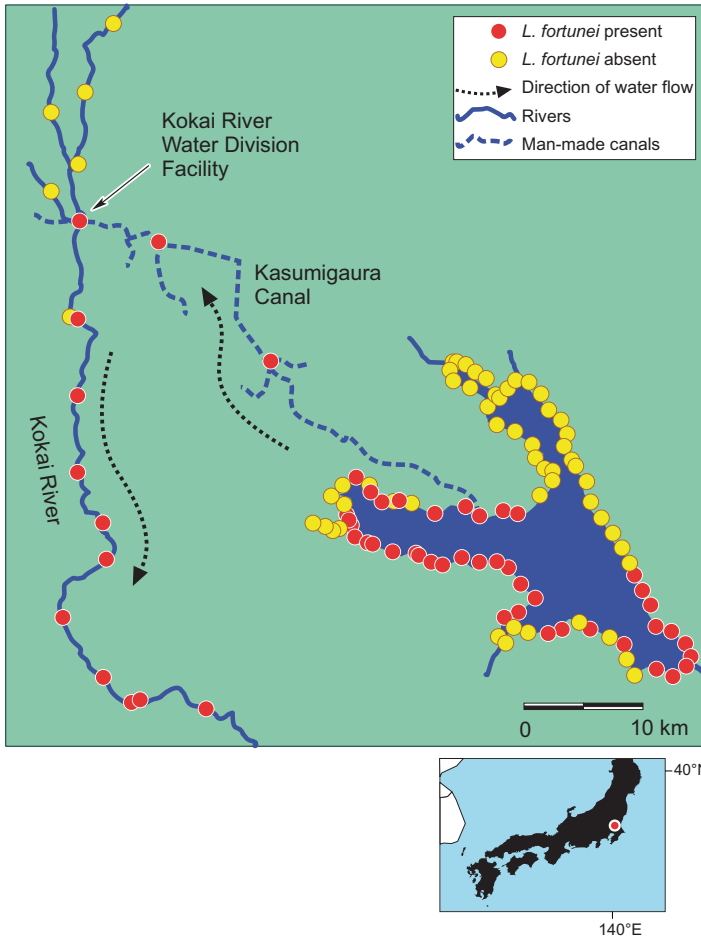 L. fortunei present
L. fortunei absent
Direction of water flow
Rivers
Man-made canals
Kokai River
Water Division
Facility
Kasumigaura
Canal
Kokai River
0 10 km
40°N
140°E